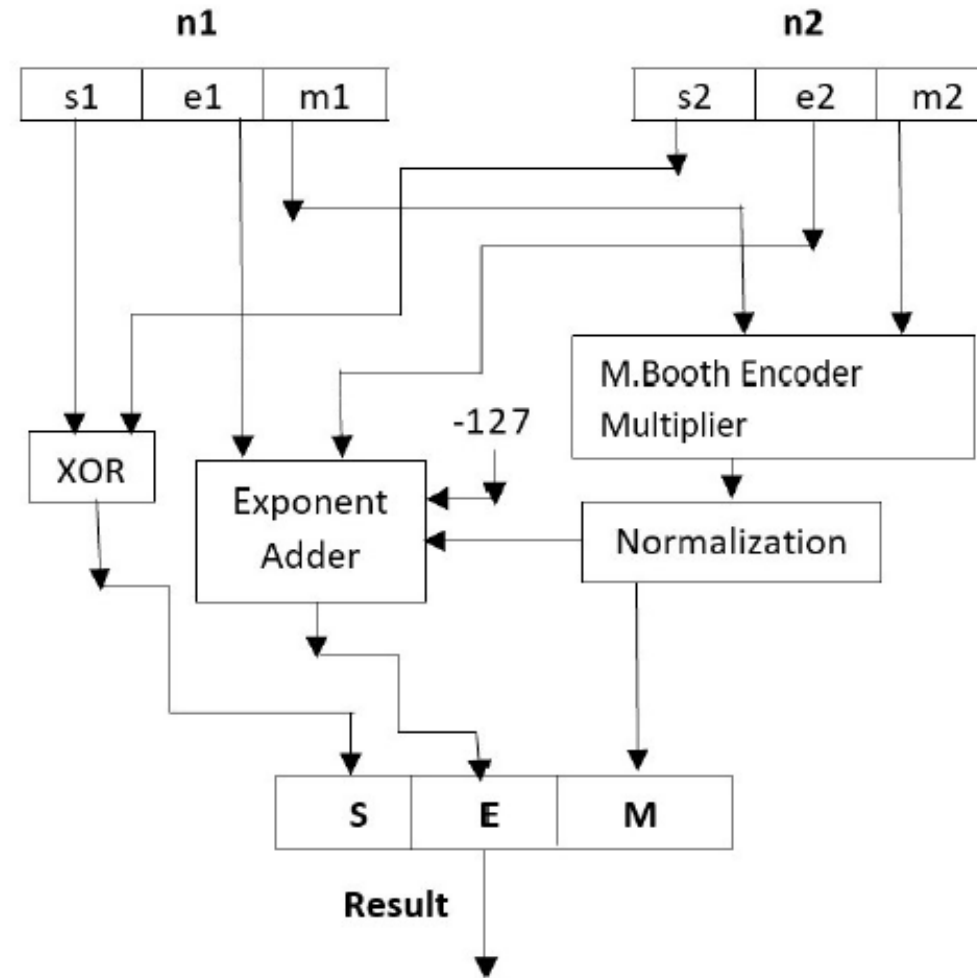 n1
n2
s1 e1 m1
s2 e2 m2
M.Booth Encoder
Multiplier
-127
XOR
Exponent
Adder
Normalization
S E M
Result